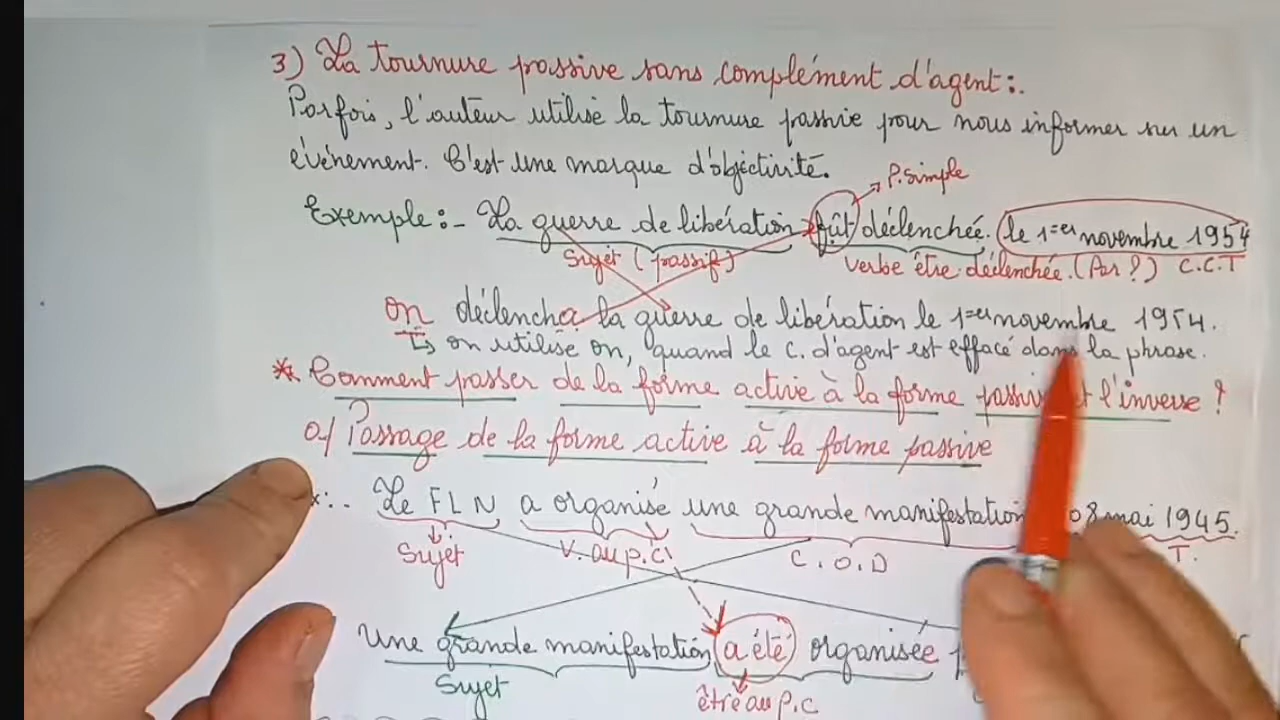 3) La tournure passive sans complément d'agent:.
Parfois, l'auteur utilise la tournure passive pour nous informer sur un
événement. C'est une marque d'objectivité.
P.simple
Exemple:- La guerre de libération fût déclenchée. le 1er novembre 1954
Sujet (passif) verbe être déclenchée. (Par ?) C.C.T
on déclencha la guerre de libération le 1er novembre 1954.
↳ on utilise on, quand le c. d'agent est effacé dans la phrase.
* Comment passer de la forme active à la forme passive et l'inverse ?
a/ Passage de la forme active à la forme passive
Le FLN a organisé une grande manifestation 08 mai 1945.
Sujet V. au p.c C.O.D T.
Une grande manifestation a été organisée
Sujet être au p.c